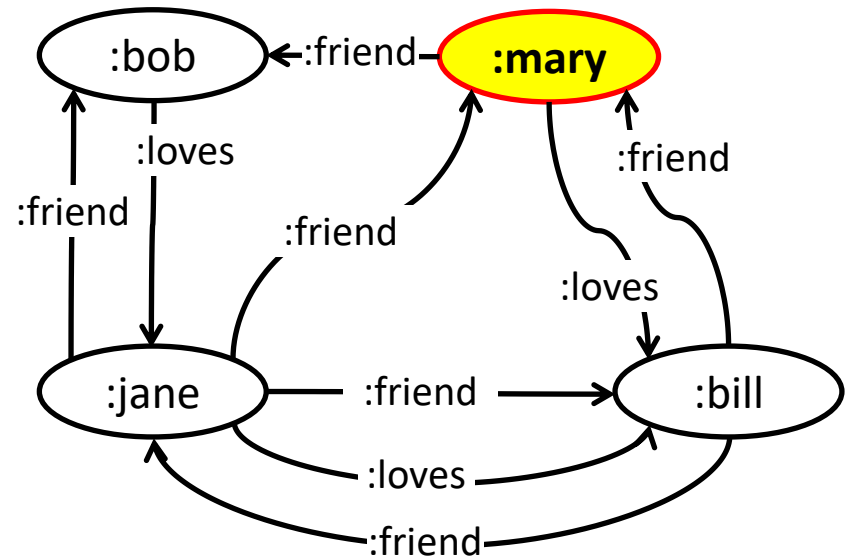 :bob
:friend
:mary
:loves
:friend
:friend
:friend
:loves
:jane
:friend
:bill
:loves
:friend